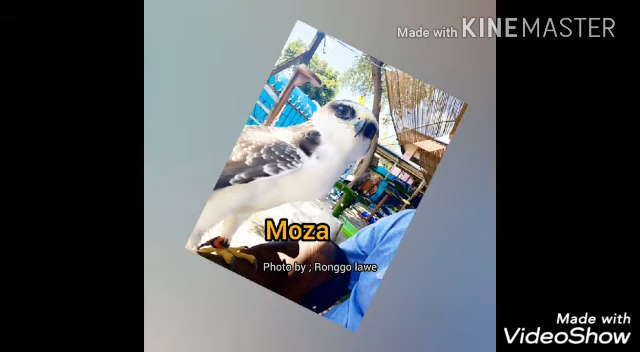 Made with KINEMASTER
Moza
Photo by ; Ronggo lawe
Made with
VideoShow